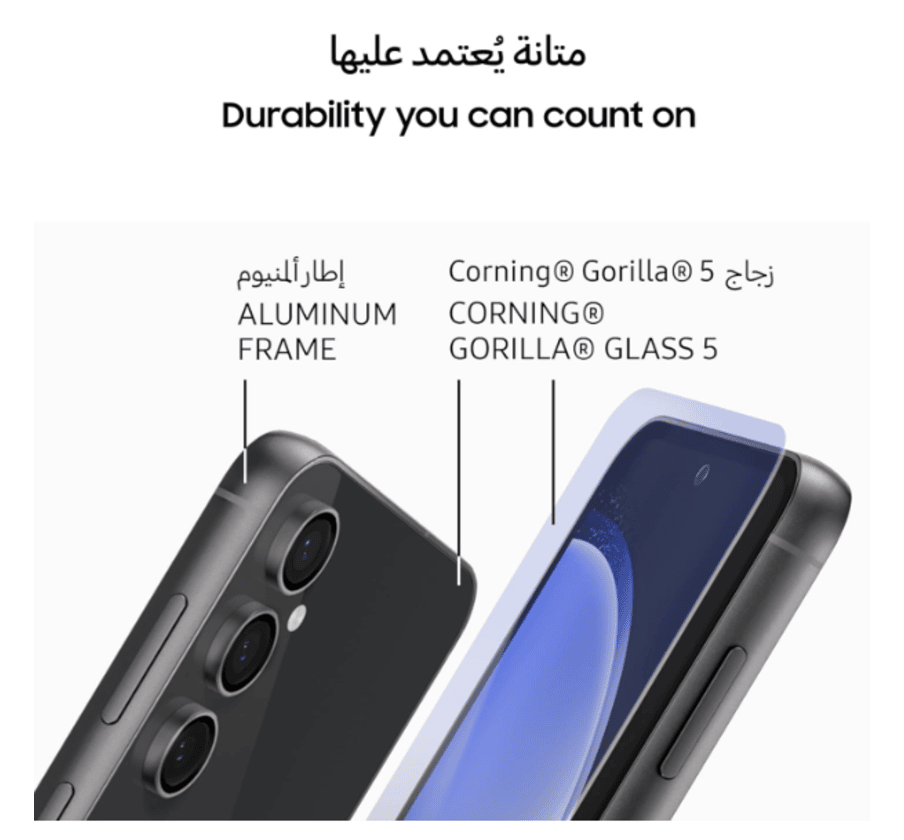 متانة يُعتمد عليها
Durability you can count on
إطار ألمنيوم
ALUMINUM
FRAME
زجاج Corning® Gorilla® 5
CORNING®
GORILLA® GLASS 5